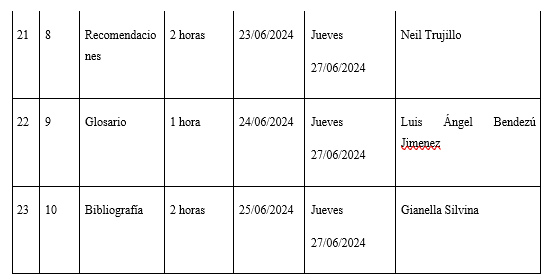 21 8 Recomendacio 2 horas 23/06/2024 Jueves Neil Trujillo
nes
27/06/2024
22 9 Glosario 1 hora 24/06/2024 Jueves Luis Ángel Bendezú
Jimenez
27/06/2024
23 10 Bibliografía 2 horas 25/06/2024 Jueves Gianella Silvina
27/06/2024